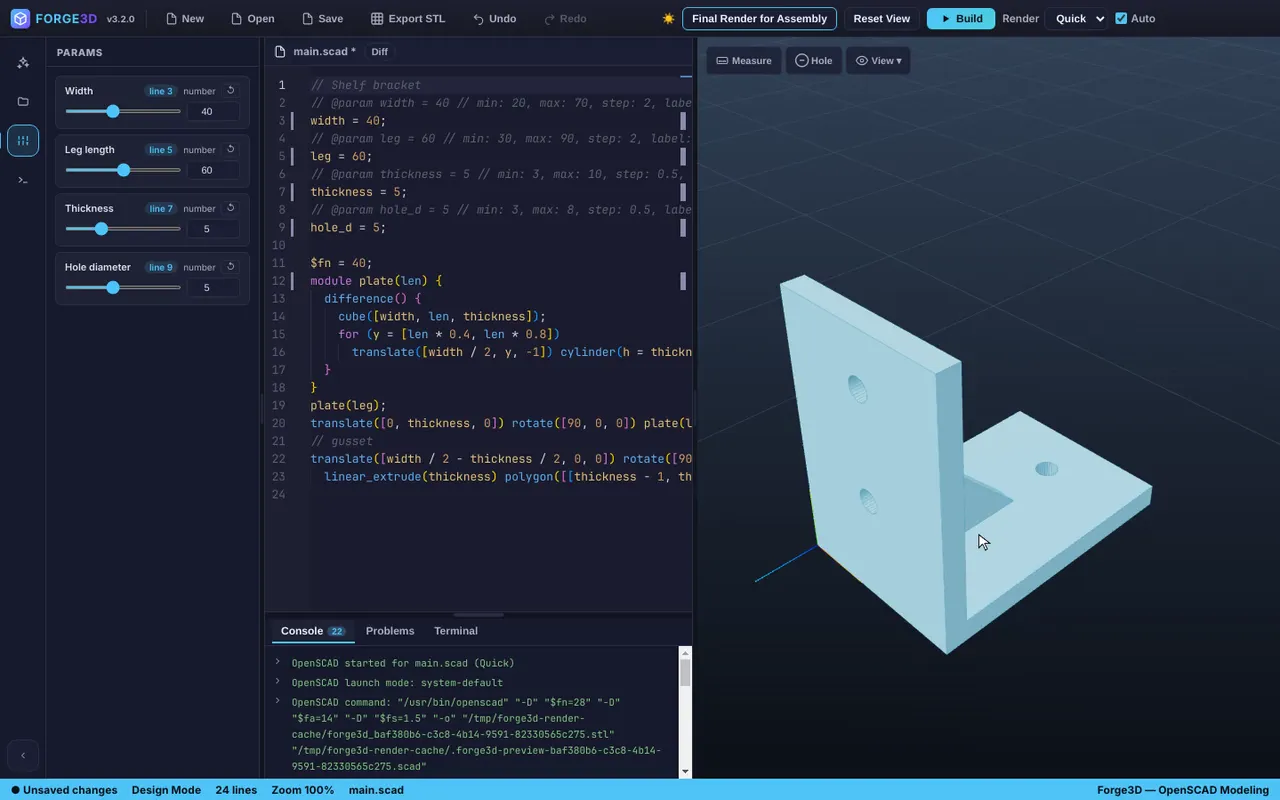 FORGE3D v3.2.0 New Open Save Export STL Undo Redo ☀️ Final Render for Assembly Reset View Build Render Quick Auto
PARAMS
Width line 3 number
40
Leg length line 5 number
60
Thickness line 7 number
5
Hole diameter line 9 number
5
main.scad * Diff
1 // Shelf bracket
2 // @param width = 40 // min: 20, max: 70, step: 2, labe
3 width = 40;
4 // @param leg = 60 // min: 30, max: 90, step: 2, label:
5 leg = 60;
6 // @param thickness = 5 // min: 3, max: 10, step: 0.5,
7 thickness = 5;
8 // @param hole_d = 5 // min: 3, max: 8, step: 0.5, labe
9 hole_d = 5;
10
11 $fn = 40;
12 module plate(len) {
13 difference() {
14 cube([width, len, thickness]);
15 for (y = [len * 0.4, len * 0.8])
16 translate([width / 2, y, -1]) cylinder(h = thickn
17 }
18 }
19 plate(leg);
20 translate([0, thickness, 0]) rotate([90, 0, 0]) plate(l
21 // gusset
22 translate([width / 2 - thickness / 2, 0, 0]) rotate([90
23 linear_extrude(thickness) polygon([[thickness - 1, th
24
Console 22 Problems Terminal
> OpenSCAD started for main.scad (Quick)
> OpenSCAD launch mode: system-default
> OpenSCAD command: "/usr/bin/openscad" "-D" "$fn=28" "-D"
"$fa=14" "-D" "$fs=1.5" "-o" "/tmp/forge3d-render-
cache/forge3d_baf380b6-c3c8-4b14-9591-82330565c275.stl"
"/tmp/forge3d-render-cache/.forge3d-preview-baf380b6-c3c8-4b14-
9591-82330565c275.scad"
Measure Hole View ▾
● Unsaved changes Design Mode 24 lines Zoom 100% main.scad Forge3D — OpenSCAD Modeling